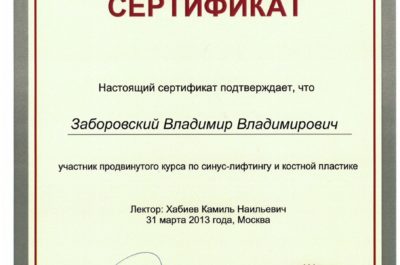 СЕРТИФИКАТ
Настоящий сертификат подтверждает, что
Заборовский Владимир Владимирович
участник продвинутого курса по синус-лифтингу и костной пластике
Лектор: Хабиев Камиль Наильевич
31 марта 2013 года, Москва